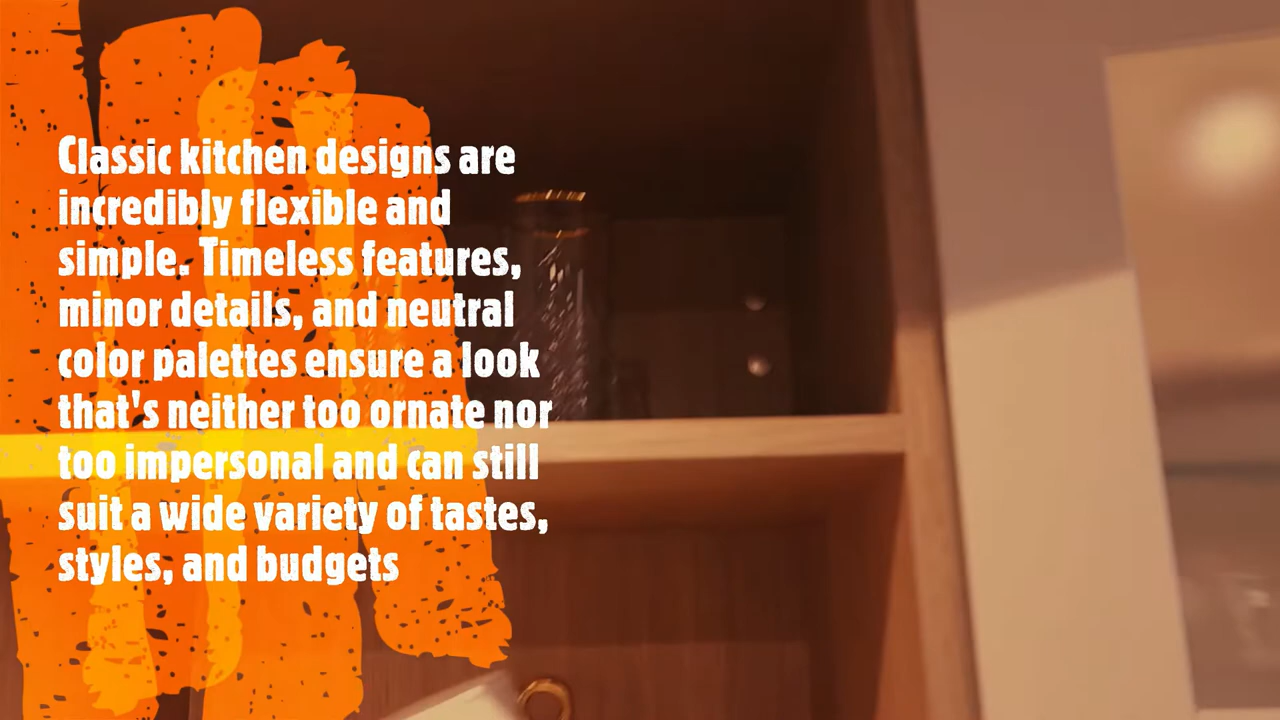 Classic kitchen designs are
incredibly flexible and
simple. Timeless features,
minor details, and neutral
color palettes ensure a look
that's neither too ornate nor
too impersonal and can still
suit a wide variety of tastes,
styles, and budgets